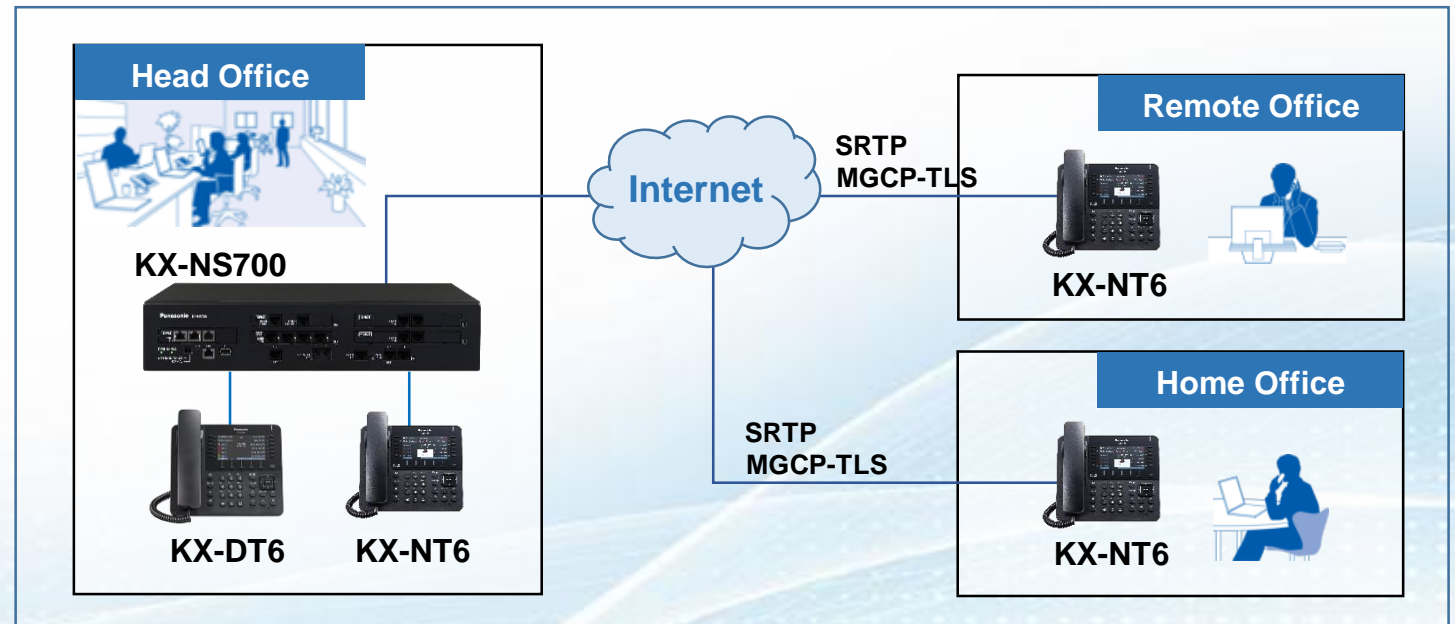 Head Office
KX-NS700
Panasonic
KX-DT6
KX-NT6
Internet
SRTP
MGCP-TLS
Remote Office
KX-NT6
SRTP
MGCP-TLS
Home Office
KX-NT6